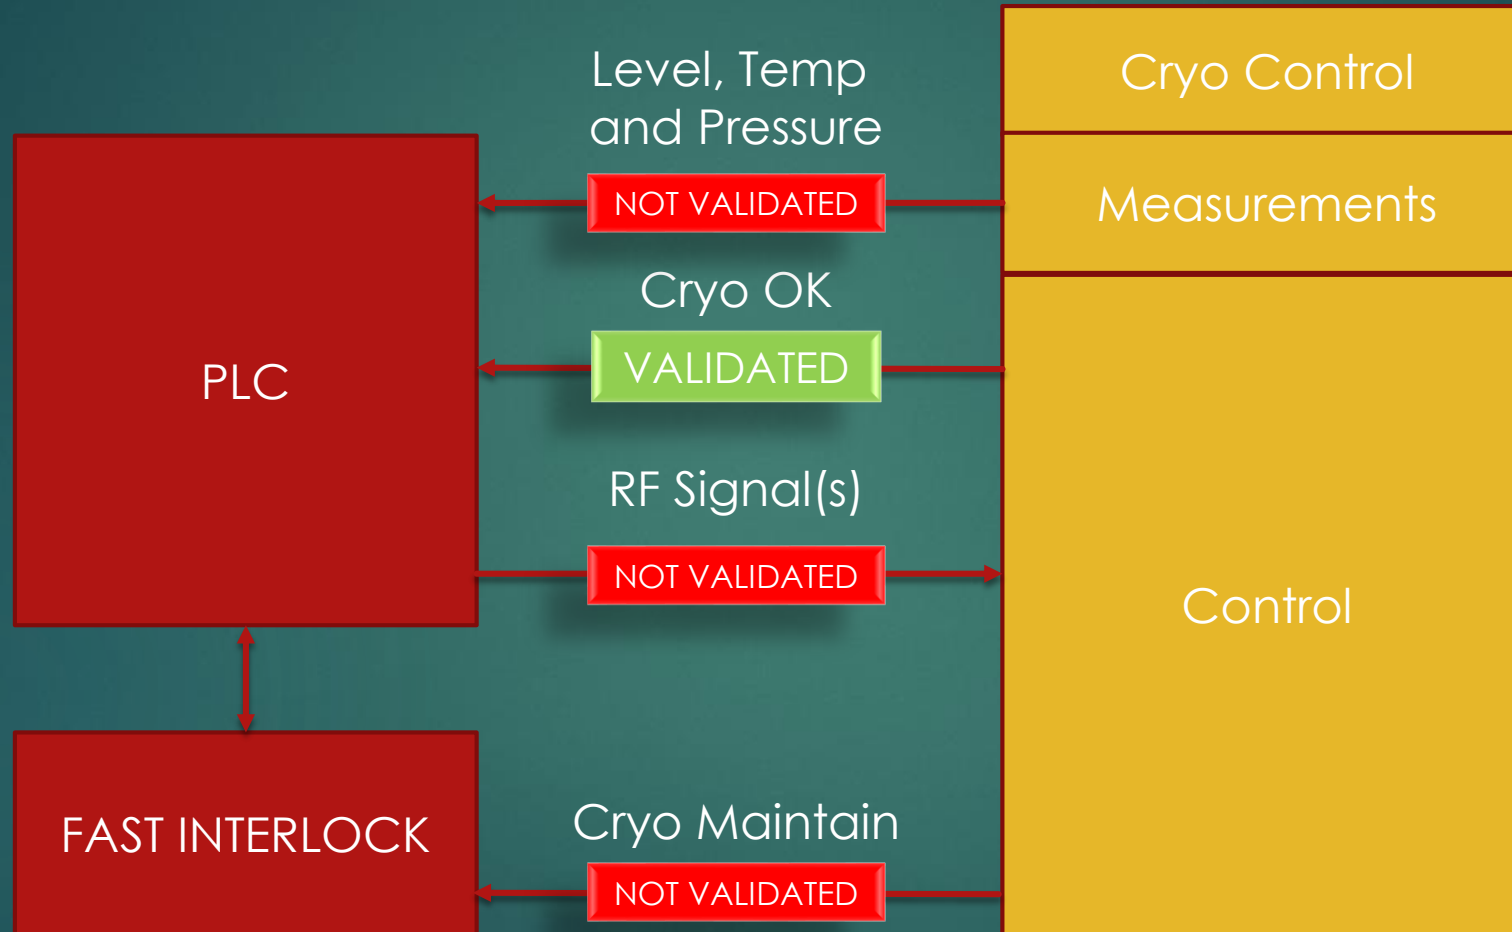 Level, Temp
and Pressure
Cryo Control
NOT VALIDATED
Measurements
Cryo OK
VALIDATED
PLC
RF Signal(s)
NOT VALIDATED
Control
FAST INTERLOCK
Cryo Maintain
NOT VALIDATED